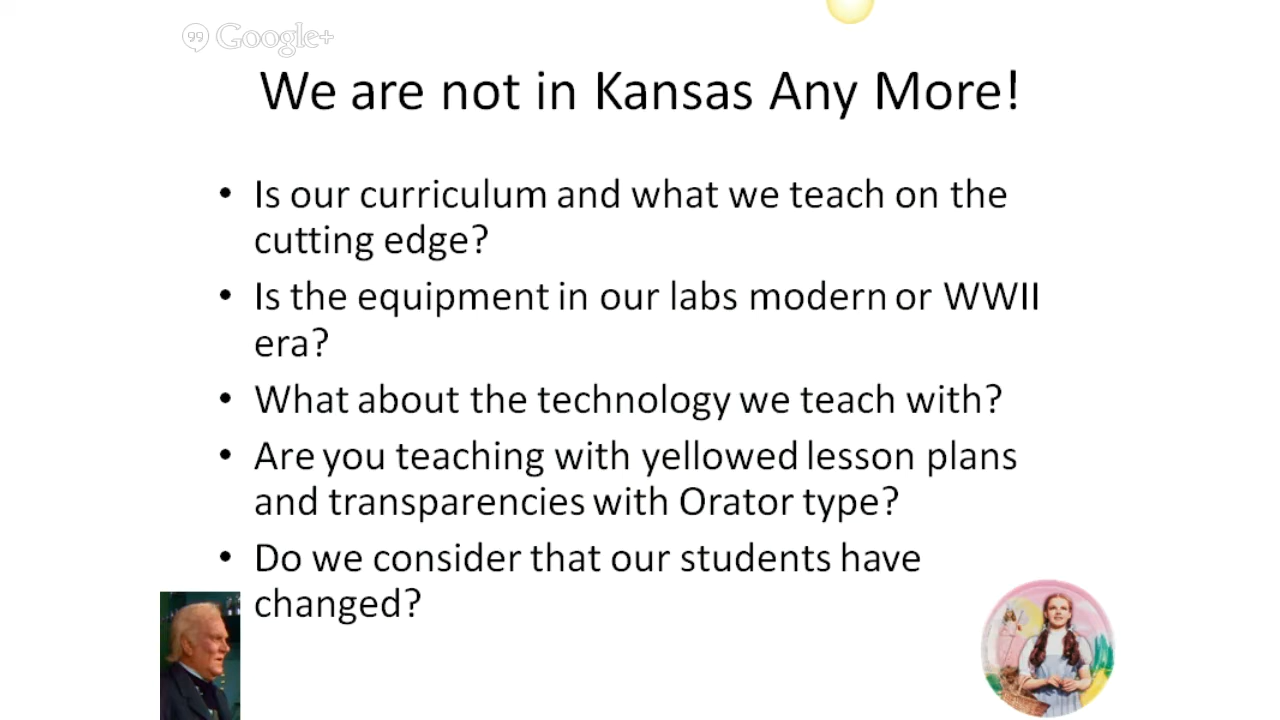 Google+
We are not in Kansas Any More!
• Is our curriculum and what we teach on the
cutting edge?
• Is the equipment in our labs modern or WWII
era?
• What about the technology we teach with?
• Are you teaching with yellowed lesson plans
and transparencies with Orator type?
• Do we consider that our students have
changed?